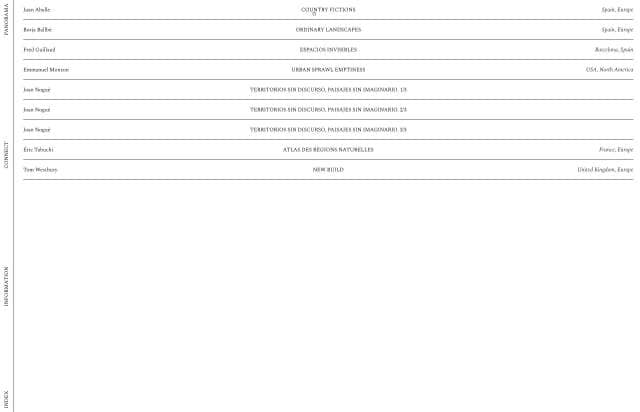 PANORAMA
CONNECT
INFORMATION
INDEX
Juan Aballe COUNTRY FICTIONS Spain, Europe
Borja Ballbé ORDINARY LANDSCAPES Spain, Europe
Fred Guillaud ESPACIOS INVISIBLES Barcelona, Spain
Emmanuel Monzon URBAN SPRAWL EMPTINESS USA, North America
Joan Nogué TERRITORIOS SIN DISCURSO, PAISAJES SIN IMAGINARIO. 1/3
Joan Nogué TERRITORIOS SIN DISCURSO, PAISAJES SIN IMAGINARIO. 2/3
Joan Nogué TERRITORIOS SIN DISCURSO, PAISAJES SIN IMAGINARIO. 3/3
Éric Tabuchi ATLAS DES RÉGIONS NATURELLES France, Europe
Tom Westbury NEW BUILD United Kingdom, Europe